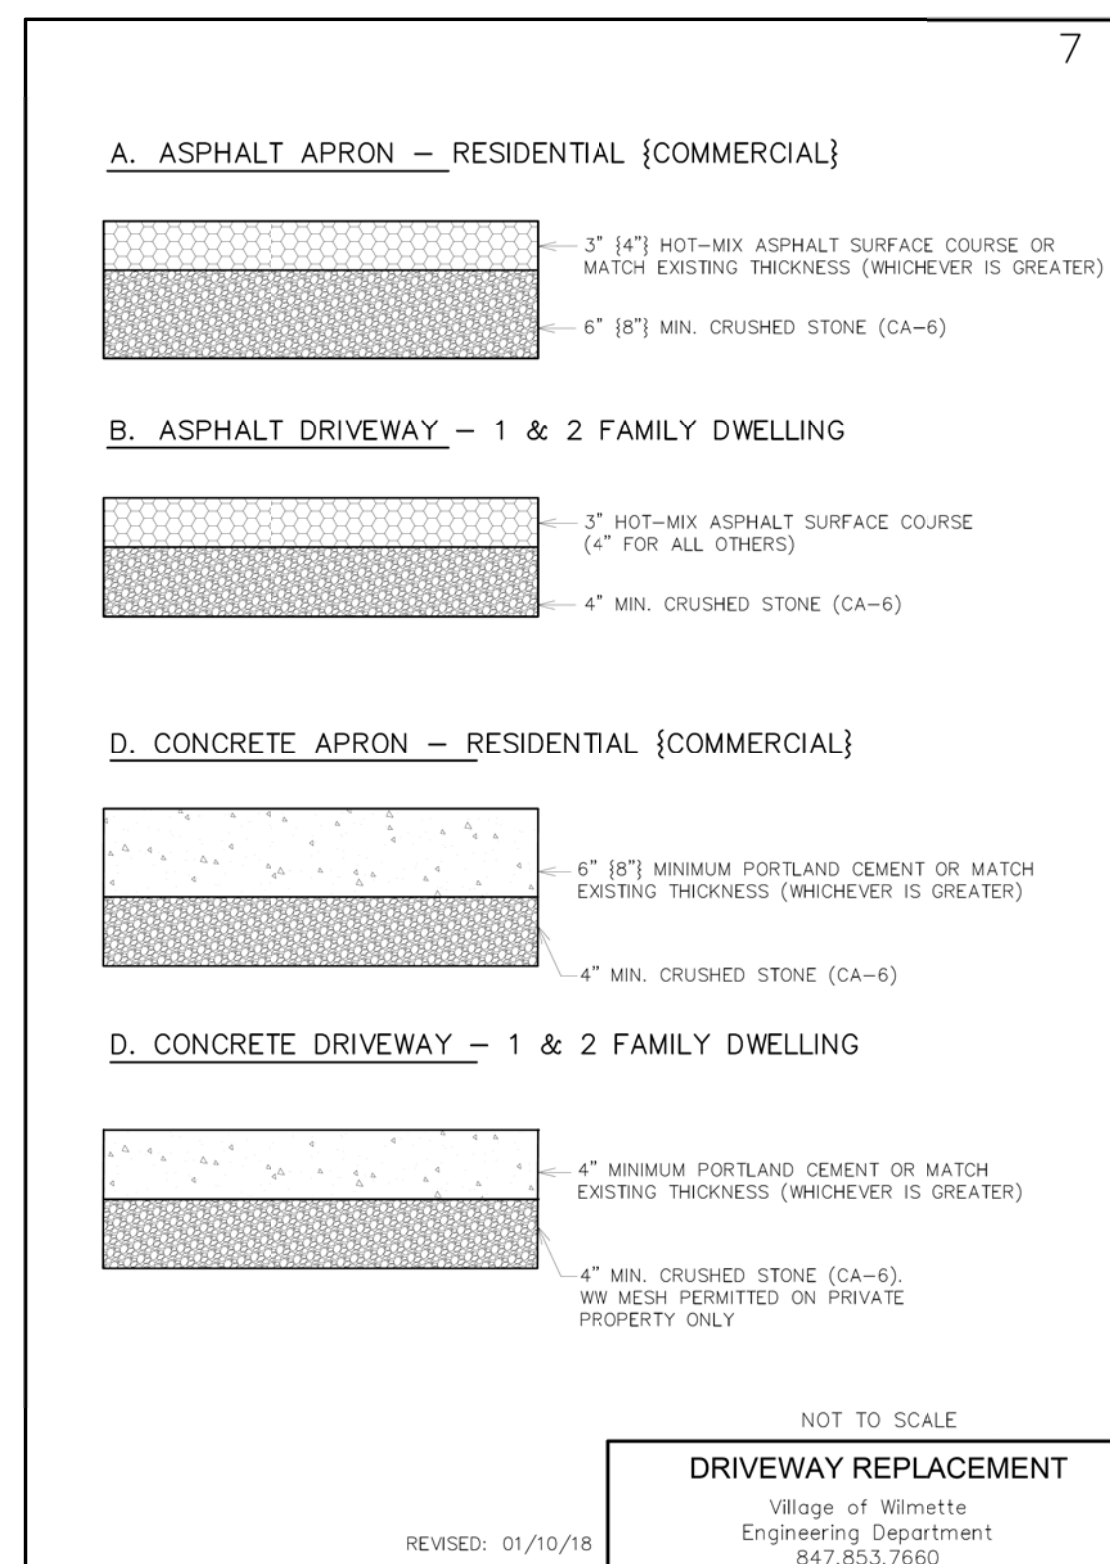 7
A. ASPHALT APRON – RESIDENTIAL {COMMERCIAL}
3" {4"} HOT–MIX ASPHALT SURFACE COURSE OR
MATCH EXISTING THICKNESS (WHICHEVER IS GREATER)
6" {8"} MIN. CRUSHED STONE (CA–6)
B. ASPHALT DRIVEWAY – 1 & 2 FAMILY DWELLING
3" HOT–MIX ASPHALT SURFACE COURSE
(4" FOR ALL OTHERS)
4" MIN. CRUSHED STONE (CA–6)
D. CONCRETE APRON – RESIDENTIAL {COMMERCIAL}
6" {8"} MINIMUM PORTLAND CEMENT OR MATCH
EXISTING THICKNESS (WHICHEVER IS GREATER)
4" MIN. CRUSHED STONE (CA–6)
D. CONCRETE DRIVEWAY – 1 & 2 FAMILY DWELLING
4" MINIMUM PORTLAND CEMENT OR MATCH
EXISTING THICKNESS (WHICHEVER IS GREATER)
4" MIN. CRUSHED STONE (CA–6).
WW MESH PERMITTED ON PRIVATE
PROPERTY ONLY
NOT TO SCALE
DRIVEWAY REPLACEMENT
Village of Wilmette
Engineering Department
847.853.7660
REVISED: 01/10/18